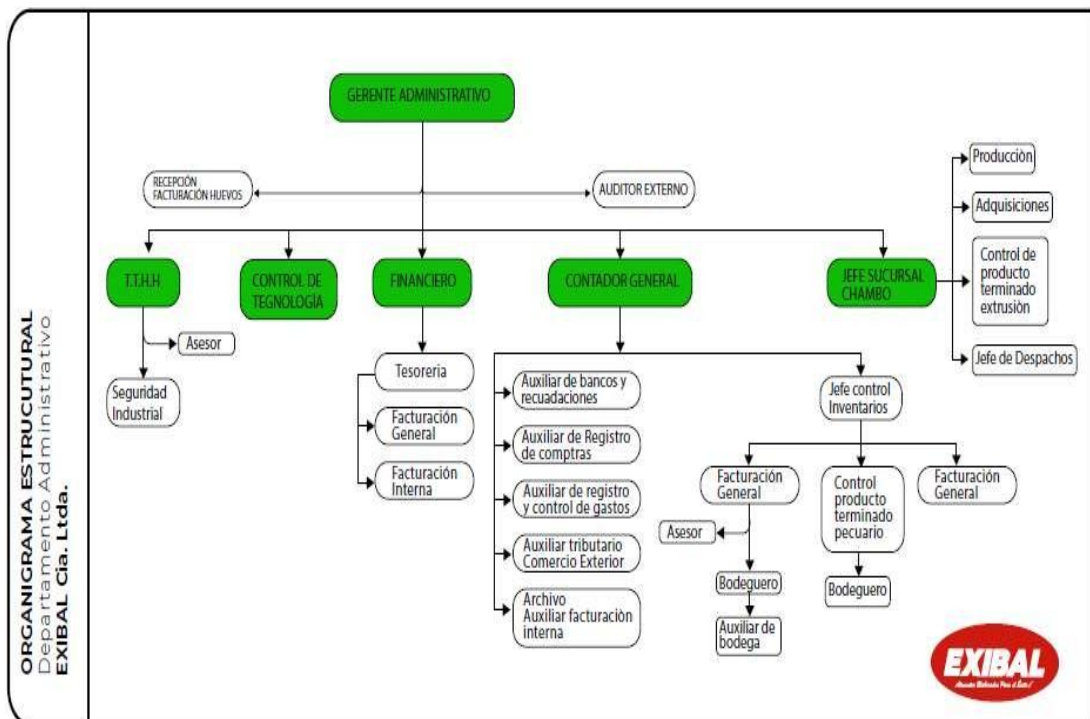 ORGANIGRAMA ESTRUCUTURAL
Departamento Administrativo
EXIBAL Cia. Ltda.
GERENTE ADMINISTRATIVO
RECEPCIÓN
FACTURACIÓN HUEVOS
AUDITOR EXTERNO
T.T.H.H
CONTROL DE
TEGNOLOGÍA
FINANCIERO
CONTADOR GENERAL
JEFE SUCURSAL
CHAMBO
Producciòn
Adquisiciones
Control de
producto
terminado
extrusiòn
Jefe de Despachos
Asesor
Seguridad
Industrial
Tesoreria
Facturación
General
Facturación
Interna
Auxiliar de bancos y
recuadaciones
Auxiliar de Registro
de comptras
Auxiliar de registro
y control de gastos
Auxiliar tributario
Comercio Exterior
Archivo
Auxiliar facturaciòn
interna
Jefe control
Inventarios
Facturación
General
Asesor
Bodeguero
Auxiliar de
bodega
Control
producto
terminado
pecuario
Bodeguero
Facturación
General
EXIBAL